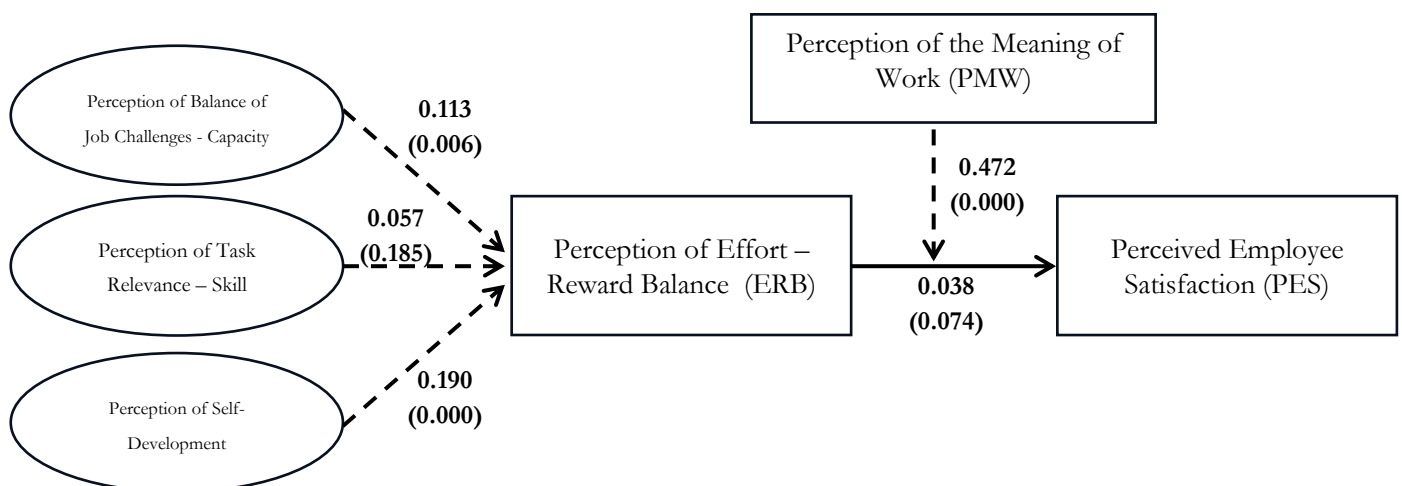 Perception of the Meaning of
Work (PMW)
Perception of Balance of
Job Challenges - Capacity
0.113
(0.006)
0.472
(0.000)
0.057
(0.185)
Perception of Task
Relevance – Skill
Perception of Effort –
Reward Balance (ERB)
Perceived Employee
Satisfaction (PES)
0.038
(0.074)
0.190
(0.000)
Perception of Self-
Development